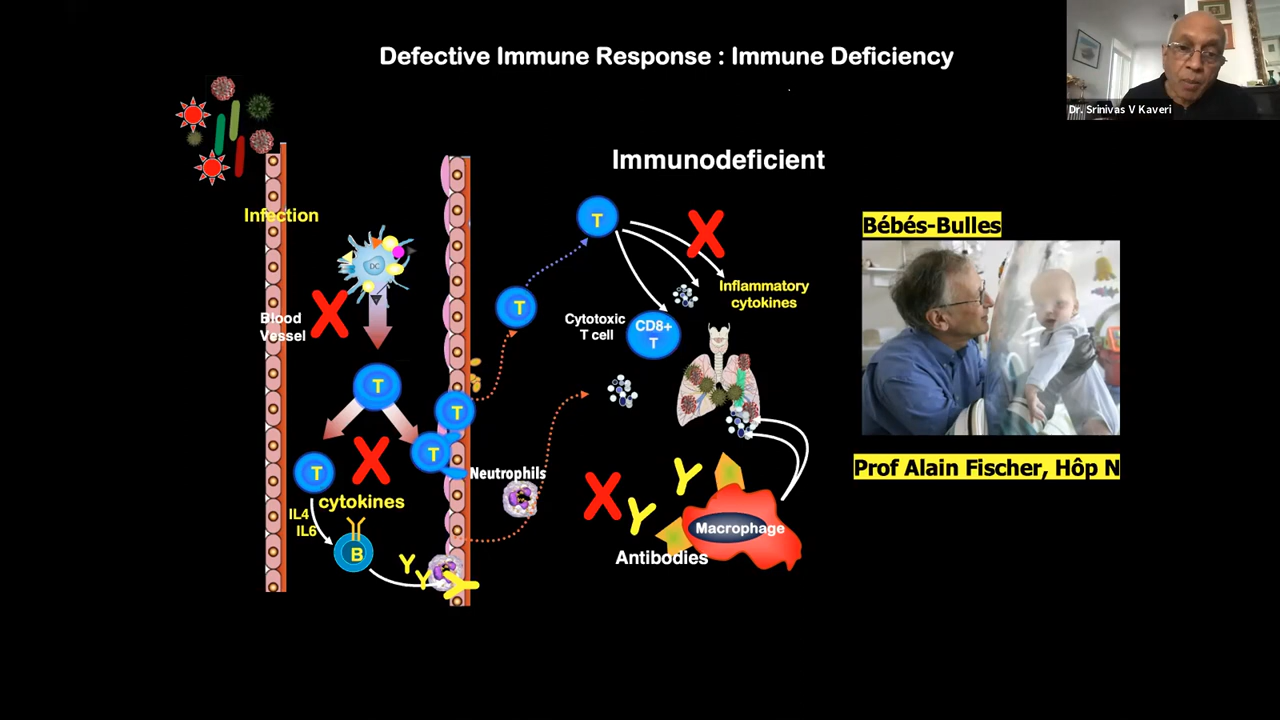 Defective Immune Response : Immune Deficiency
Dr. Srinivas V Kaveri
Immunodeficient
Infection
T
Bébés-Bulles
DC
Inflammatory
cytokines
Blood
Vessel
T
Cytotoxic
T cell
CD8+
T
T
T
T
T
Neutrophils
Prof Alain Fischer, Hôp N
cytokines
IL4
IL6
B
Macrophage
Antibodies